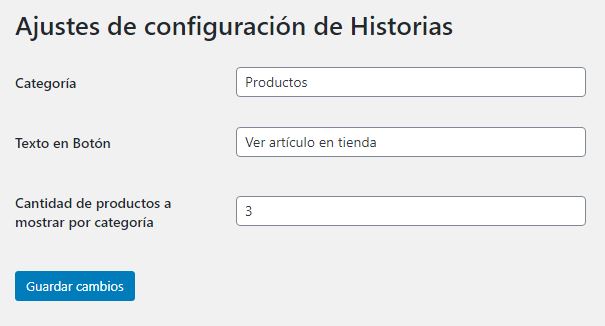 Ajustes de configuración de Historias
Categoría
Productos
Texto en Botón
Ver artículo en tienda
Cantidad de productos a
mostrar por categoría
3
Guardar cambios